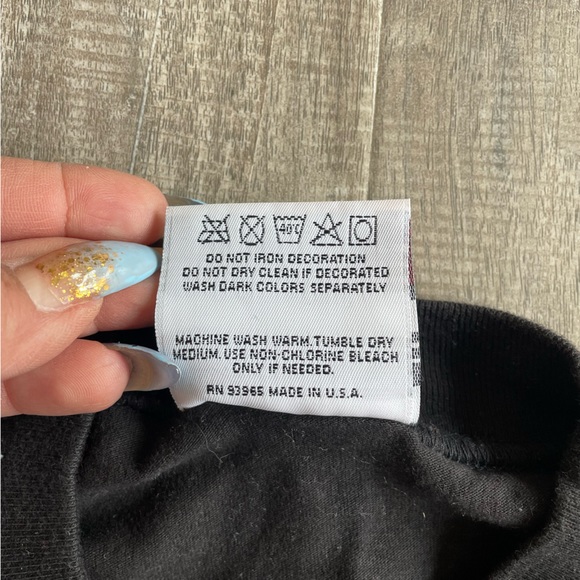 40°C
DO NOT IRON DECORATION
DO NOT DRY CLEAN IF DECORATED
WASH DARK COLORS SEPARATELY
MACHINE WASH WARM.TUMBLE DRY
MEDIUM. USE NON-CHLORINE BLEACH
ONLY IF NEEDED.
RN 93965 MADE IN U.S.A.